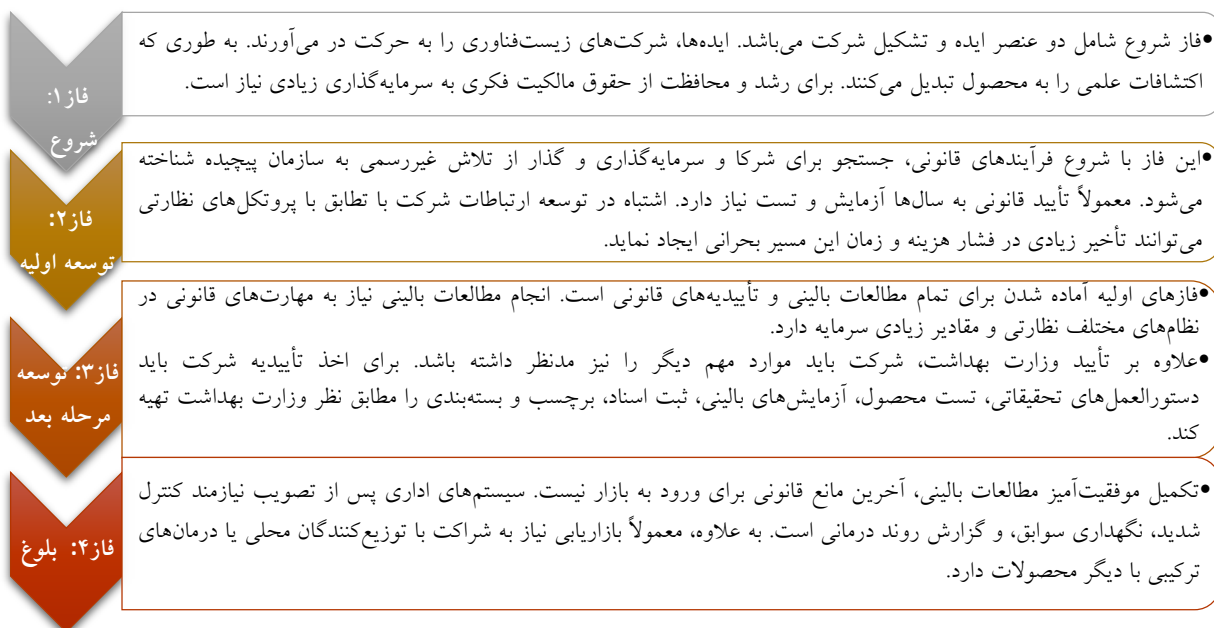 فاز۱:
شروع
•فاز شروع شامل دو عنصر ایده و تشکیل شرکت می‌باشد. ایده‌ها، شرکت‌های زیست‌فناوری را به حرکت در می‌آورند. به طوری که
اکتشافات علمی را به محصول تبدیل می‌کنند. برای رشد و محافظت از حقوق مالکیت فکری به سرمایه‌گذاری زیادی نیاز است.
فاز۲:
توسعه اولیه
•این فاز با شروع فرآیندهای قانونی، جستجو برای شرکا و سرمایه‌گذاری و گذار از تلاش غیررسمی به سازمان پیچیده شناخته
می‌شود. معمولاً تأیید قانونی به سال‌ها آزمایش و تست نیاز دارد. اشتباه در توسعه ارتباطات شرکت با تطابق با پروتکل‌های نظارتی
می‌توانند تأخیر زیادی در فشار هزینه و زمان این مسیر بحرانی ایجاد نماید.
فاز۳: توسعه
مرحله بعد
•فازهای اولیه آماده شدن برای تمام مطالعات بالینی و تأییدیه‌های قانونی است. انجام مطالعات بالینی نیاز به مهارت‌های قانونی در
نظام‌های مختلف نظارتی و مقادیر زیادی سرمایه دارد.
•علاوه بر تأیید وزارت بهداشت، شرکت باید موارد مهم دیگر را نیز مدنظر داشته باشد. برای اخذ تأییدیه شرکت باید
دستورالعمل‌های تحقیقاتی، تست محصول، آزمایش‌های بالینی، ثبت اسناد، برچسب و بسته‌بندی را مطابق نظر وزارت بهداشت تهیه
کند.
فاز۴: بلوغ
•تکمیل موفقیت‌آمیز مطالعات بالینی، آخرین مانع قانونی برای ورود به بازار نیست. سیستم‌های اداری پس از تصویب نیازمند کنترل
شدید، نگهداری سوابق، و گزارش روند درمانی است. به علاوه، معمولاً بازاریابی نیاز به شراکت با توزیع‌کنندگان محلی یا درمان‌های
ترکیبی با دیگر محصولات دارد.